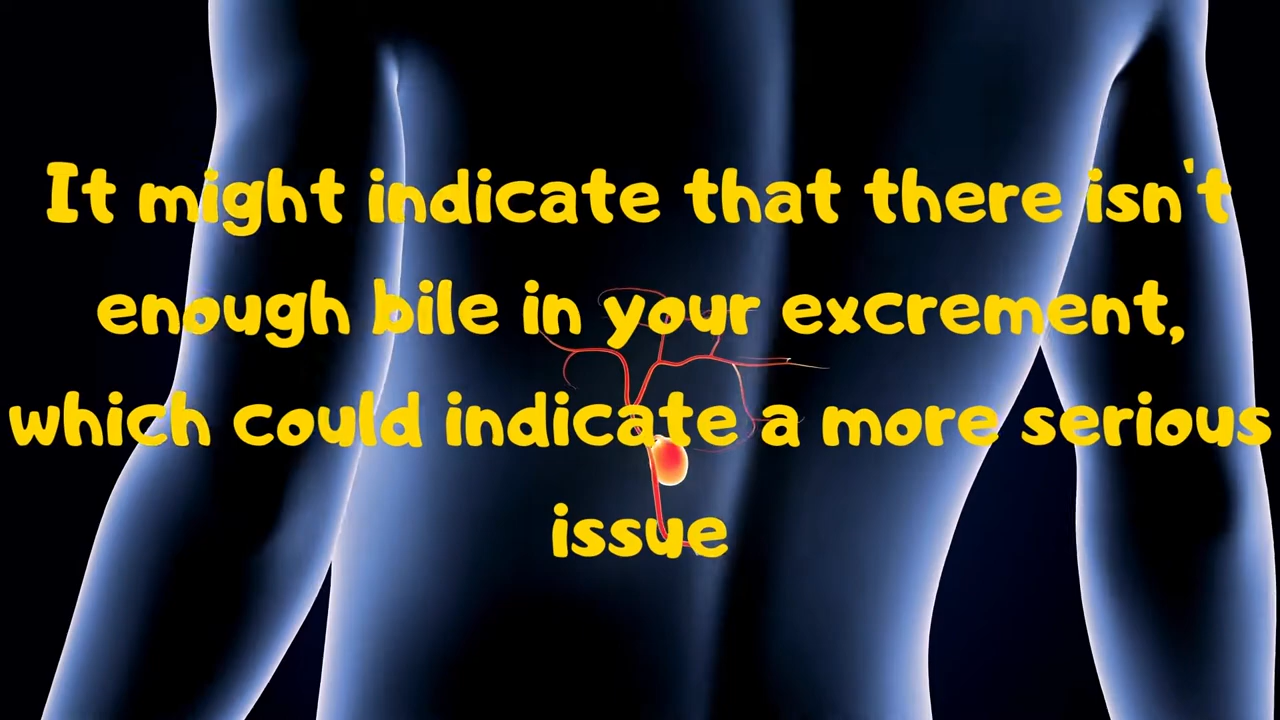 It might indicate that there isn't
enough bile in your excrement,
which could indicate a more serious
issue